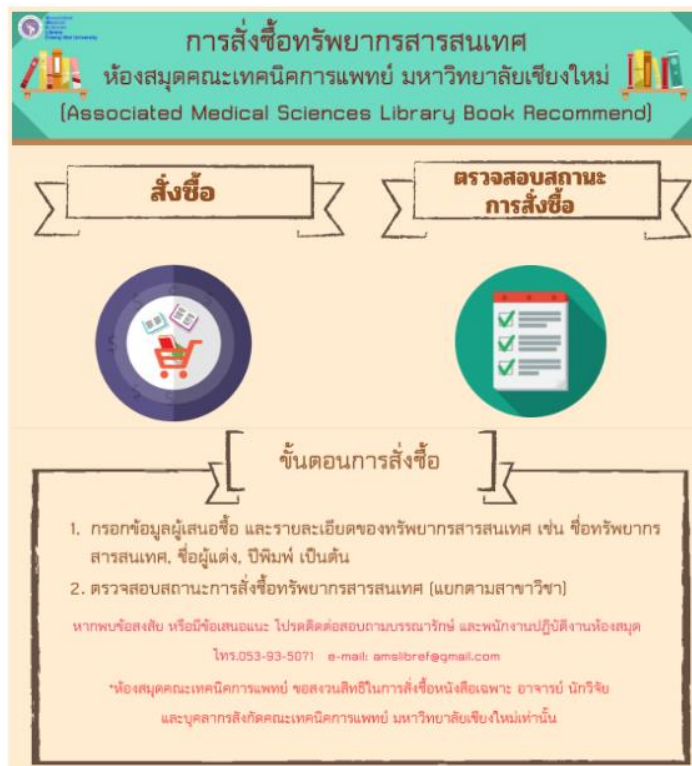 การสั่งซื้อทรัพยากรสารสนเทศ
ห้องสมุดคณะเทคนิคการแพทย์ มหาวิทยาลัยเชียงใหม่
(Associated Medical Sciences Library Book Recommend)
สั่งซื้อ
ตรวจสอบสถานะ
การสั่งซื้อ
ขั้นตอนการสั่งซื้อ
1. กรอกข้อมูลผู้เสนอซื้อ และรายละเอียดของทรัพยากรสารสนเทศ เช่น ชื่อทรัพยากร
สารสนเทศ, ชื่อผู้แต่ง, ปีพิมพ์ เป็นต้น
2. ตรวจสอบสถานะการสั่งซื้อทรัพยากรสารสนเทศ (แยกตามสาขาวิชา)
หากพบข้อสงสัย หรือมีข้อเสนอแนะ โปรดติดต่อสอบถามบรรณารักษ์ และพนักงานปฏิบัติงานห้องสมุด
โทร.053-93-5071 e-mail: amslibref@gmail.com
*ห้องสมุดคณะเทคนิคการแพทย์ ขอสงวนสิทธิในการสั่งซื้อหนังสือเฉพาะ อาจารย์ นักวิจัย
และบุคลากรสังกัดคณะเทคนิคการแพทย์ มหาวิทยาลัยเชียงใหม่เท่านั้น